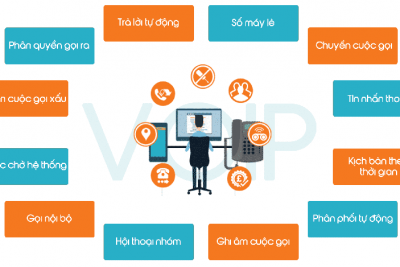 Trả lời tự động
Số máy lẻ
Phân quyền gọi ra
Chuyển cuộc gọi
cuộc gọi xấu
Tin nhắn
VOIP
chờ hệ thống
Kịch bản
thời gian
Gọi nội bộ
Phân phối tự động
Hội thoại nhóm
Ghi âm cuộc gọi